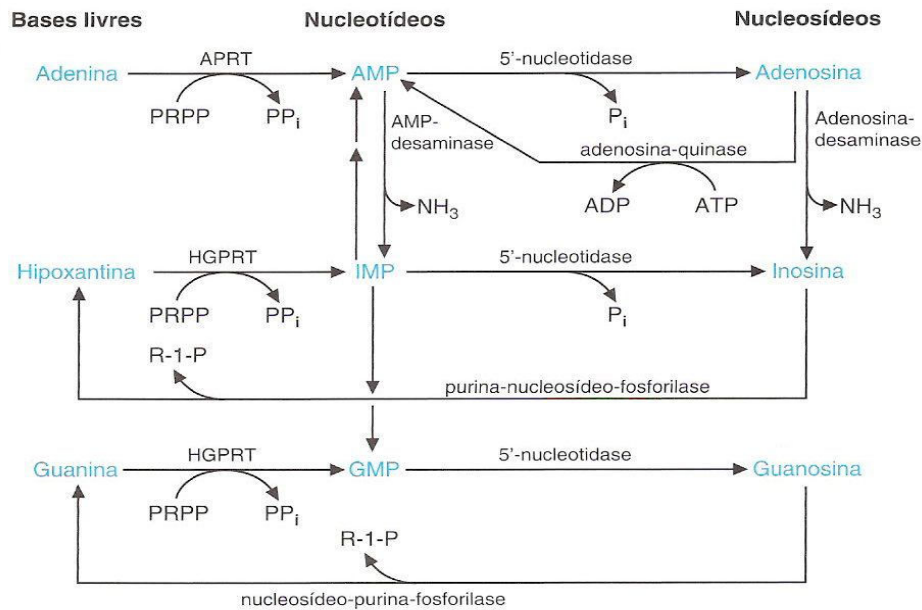 Bases livres Nucleotídeos Nucleosídeos
Adenina APRT AMP 5'-nucleotidase Adenosina
PRPP PPi Pi
AMP-
desaminase
Adenosina-
desaminase
adenosina-quinase
NH3 ADP ATP NH3
Hipoxantina HGPRT IMP 5'-nucleotidase Inosina
PRPP PPi Pi
R-1-P
purina-nucleosídeo-fosforilase
Guanina HGPRT GMP 5'-nucleotidase Guanosina
PRPP PPi
R-1-P
nucleosídeo-purina-fosforilase